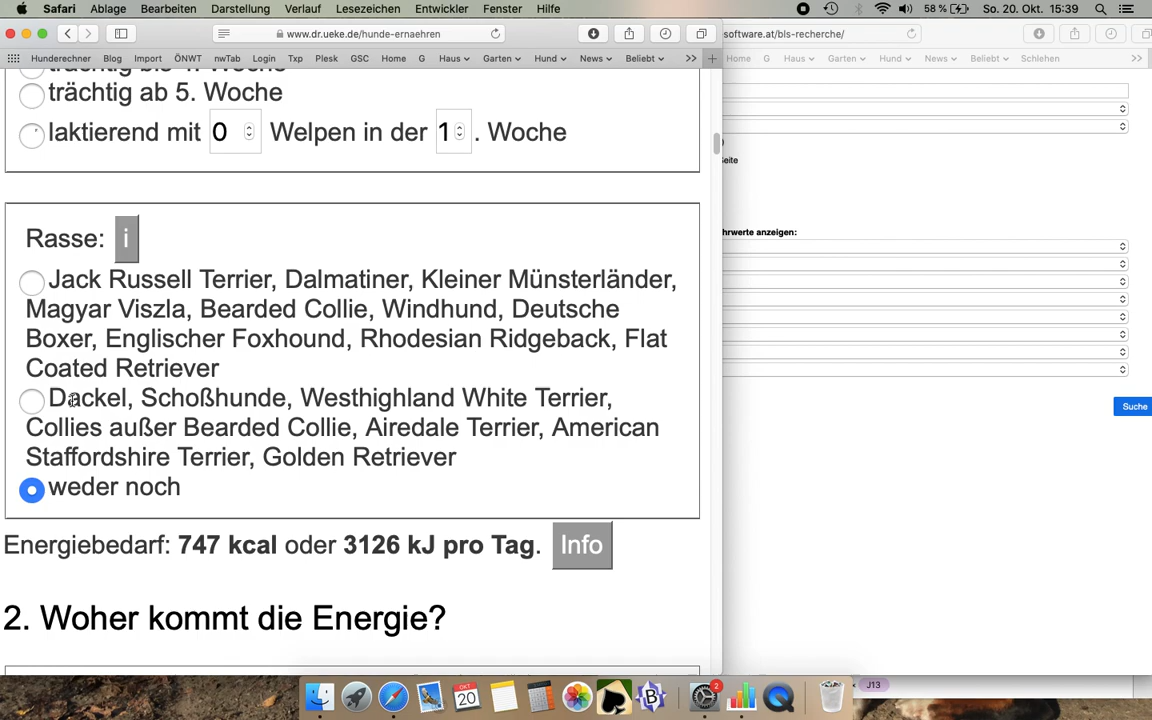 Safari Ablage Bearbeiten Darstellung Verlauf Lesezeichen Entwickler Fenster Hilfe 58 % So. 20. Okt. 15:39
www.dr.ueke.de/hunde-ernaehren software.at/bls-recherche/
Hunderechner Blog Import ÖNWT nwTab Login Txp Plesk GSC Home G Haus Garten Hund News Beliebt >> + Home G Haus Garten Hund News Beliebt Schlehen >>
trächtig ab 5. Woche
laktierend mit 0 Welpen in der 1 . Woche
Seite
Rasse: i
hrwerte anzeigen:
Jack Russell Terrier, Dalmatiner, Kleiner Münsterländer,
Magyar Viszla, Bearded Collie, Windhund, Deutsche
Boxer, Englischer Foxhound, Rhodesian Ridgeback, Flat
Coated Retriever
Dackel, Schoßhunde, Westhighland White Terrier,
Suche
Collies außer Bearded Collie, Airedale Terrier, American
Staffordshire Terrier, Golden Retriever
weder noch
Energiebedarf: 747 kcal oder 3126 kJ pro Tag. Info
2. Woher kommt die Energie?
J13
OKT
20
2